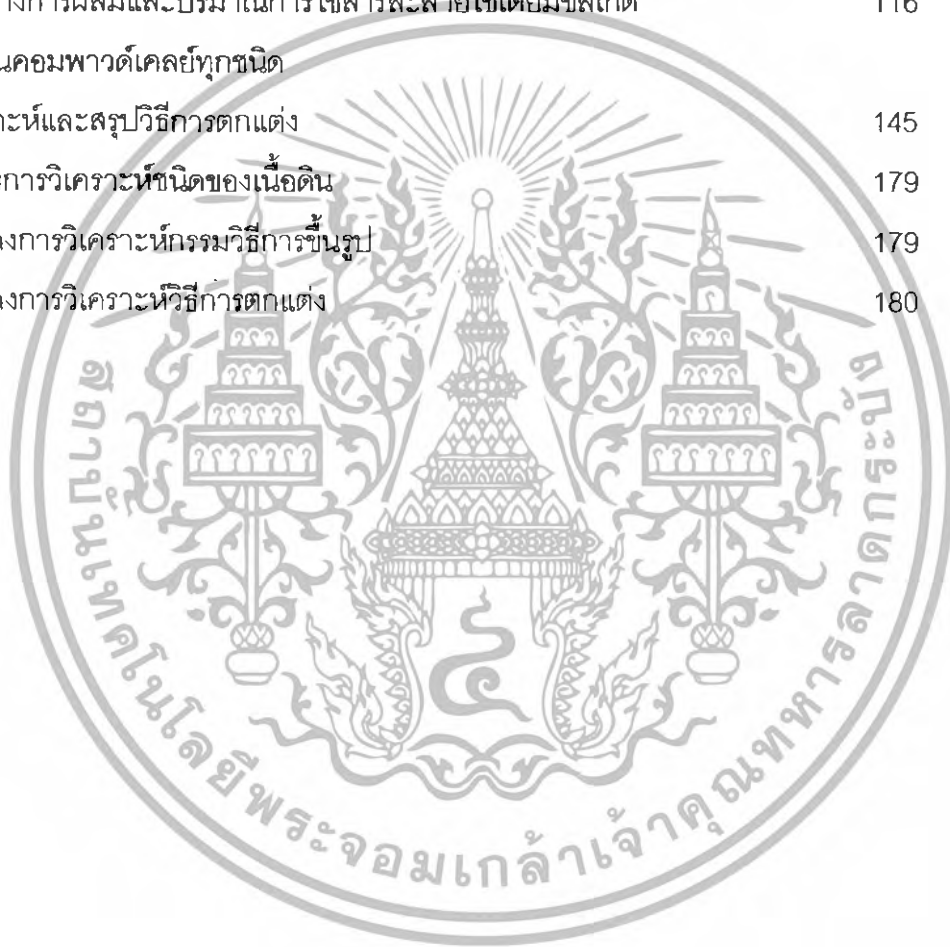 างการผสมและปริมาณการใช้สารละลายโซเดียมซิลิเกต 116
นคอมพาวด์เคลย์ทุกชนิด
าะห์และสรุปวิธีการตกแต่ง 145
ะการวิเคราะห์ชนิดของเนื้อดิน 179
งการวิเคราะห์กรรมวิธีการขึ้นรูป 179
งการวิเคราะห์วิธีการตกแต่ง 180
สถาบันเทคโนโลยีพระจอมเกล้าเจ้าคุณทหารลาดกระบัง
๔